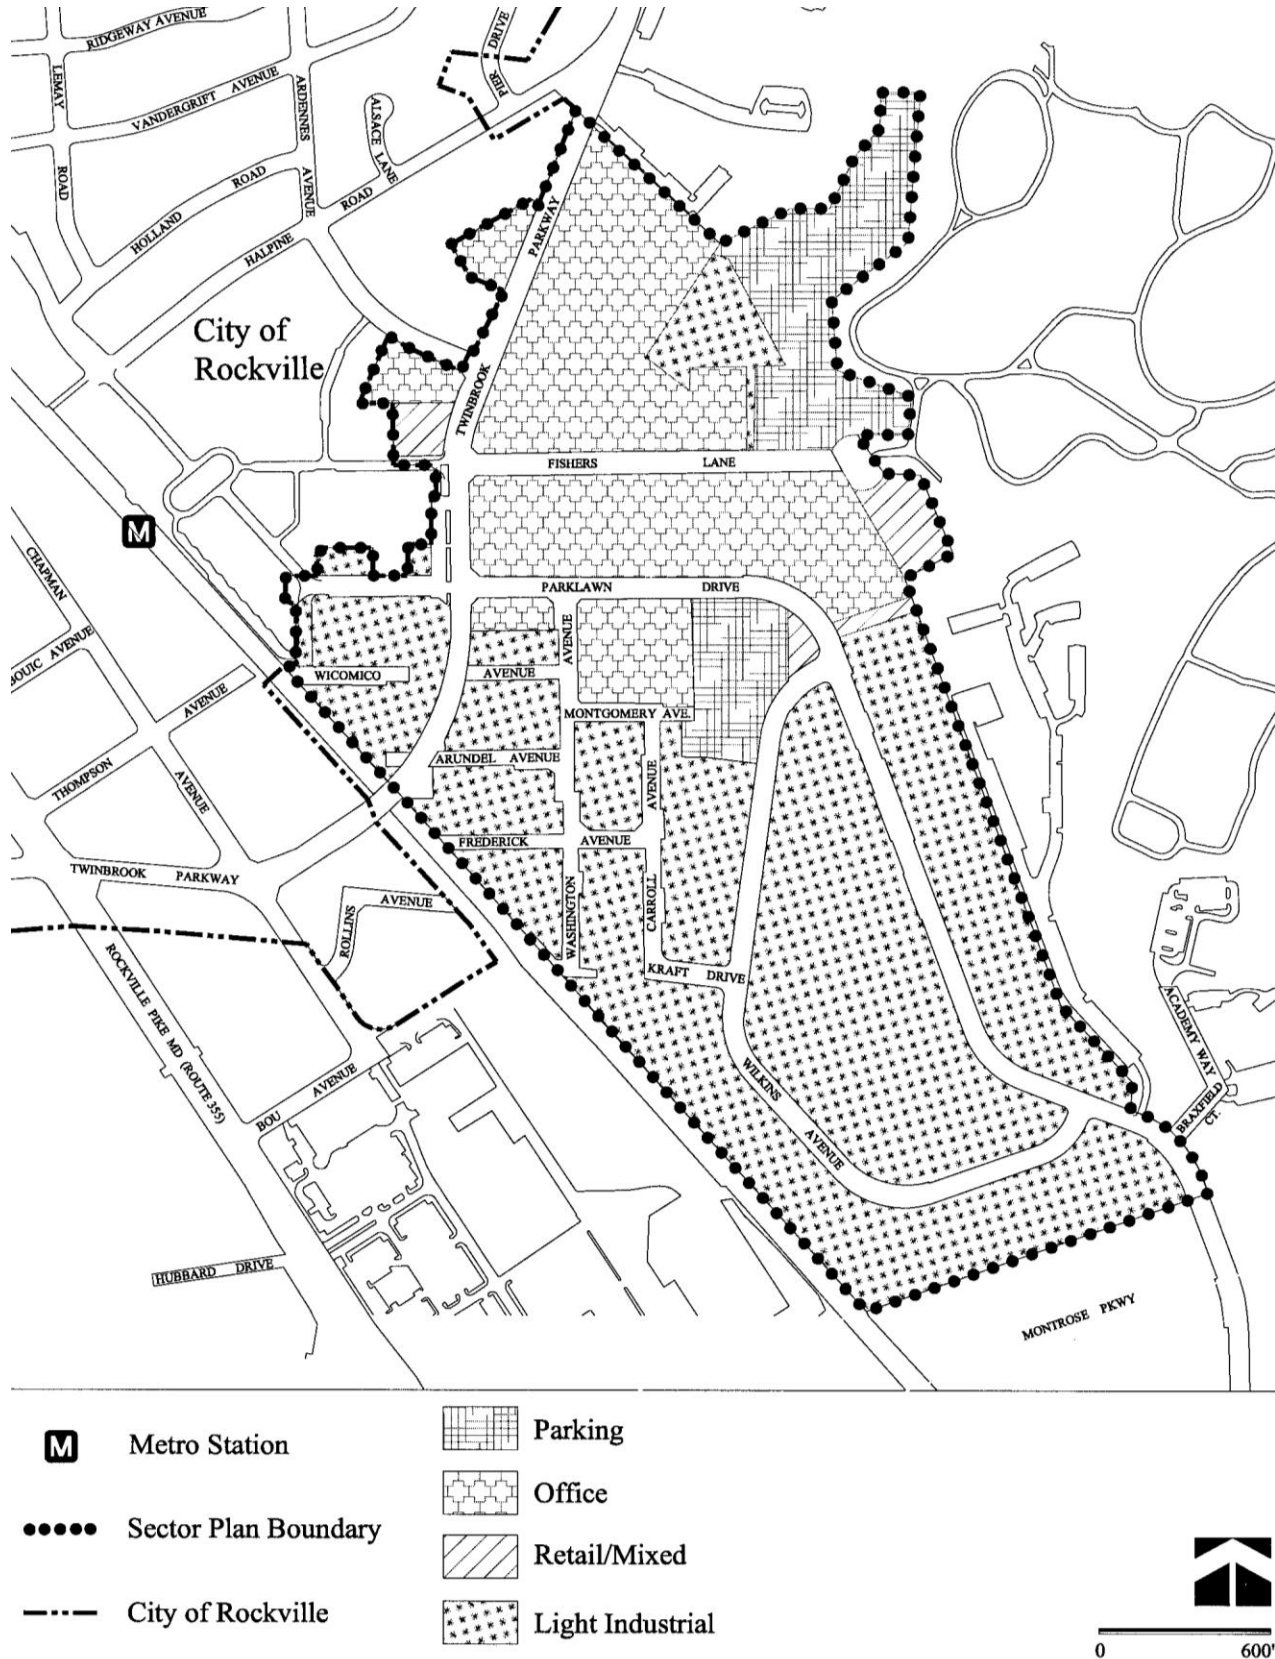 RIDGEWAY AVENUE
LEMAY
ROAD
VANDERGRIFT AVENUE
ARDENNES
AVENUE
ALSACE LANE
PIER DRIVE
HOLLAND ROAD
HALPINE ROAD
City of
Rockville
TWINBROOK PARKWAY
FISHERS LANE
M
PARKLAWN DRIVE
CHAPMAN
AVENUE
BOUIC AVENUE
THOMPSON AVENUE
WICOMICO AVENUE
WASHINGTON AVENUE
MONTGOMERY AVE.
ARUNDEL AVENUE
FREDERICK AVENUE
CARROLL AVENUE
TWINBROOK PARKWAY
ROLLINS AVENUE
KRAFT DRIVE
ROCKVILLE PIKE MD (ROUTE 355)
WILKINS AVENUE
ACADEMY WAY
BRAXFIELD
CT.
BOU AVENUE
HUBBARD DRIVE
MONTROSE PKWY
M Metro Station
Sector Plan Boundary
City of Rockville
Parking
Office
Retail/Mixed
Light Industrial
0 600'